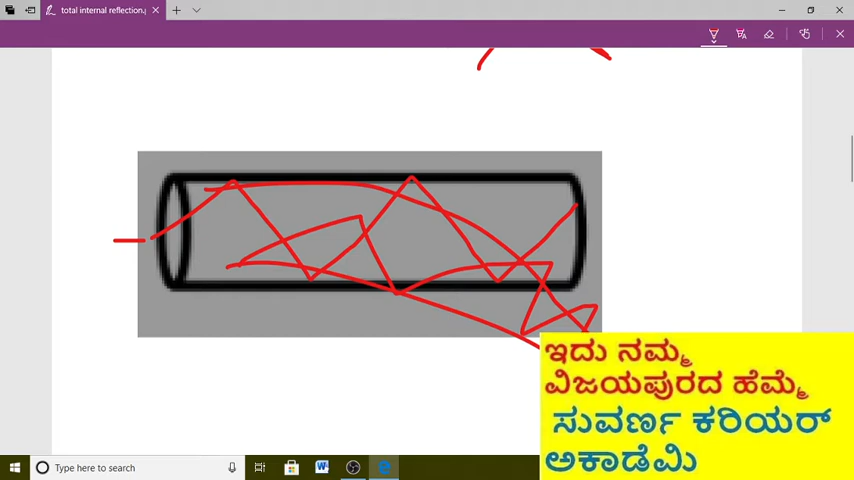 total internal reflection.p
ಇದು ನಮ್ಮ
ವಿಜಯಪುರದ ಹೆಮ್ಮೆ
ಸುವರ್ಣ ಕರಿಯರ್
ಅಕಾಡೆಮಿ
Type here to search